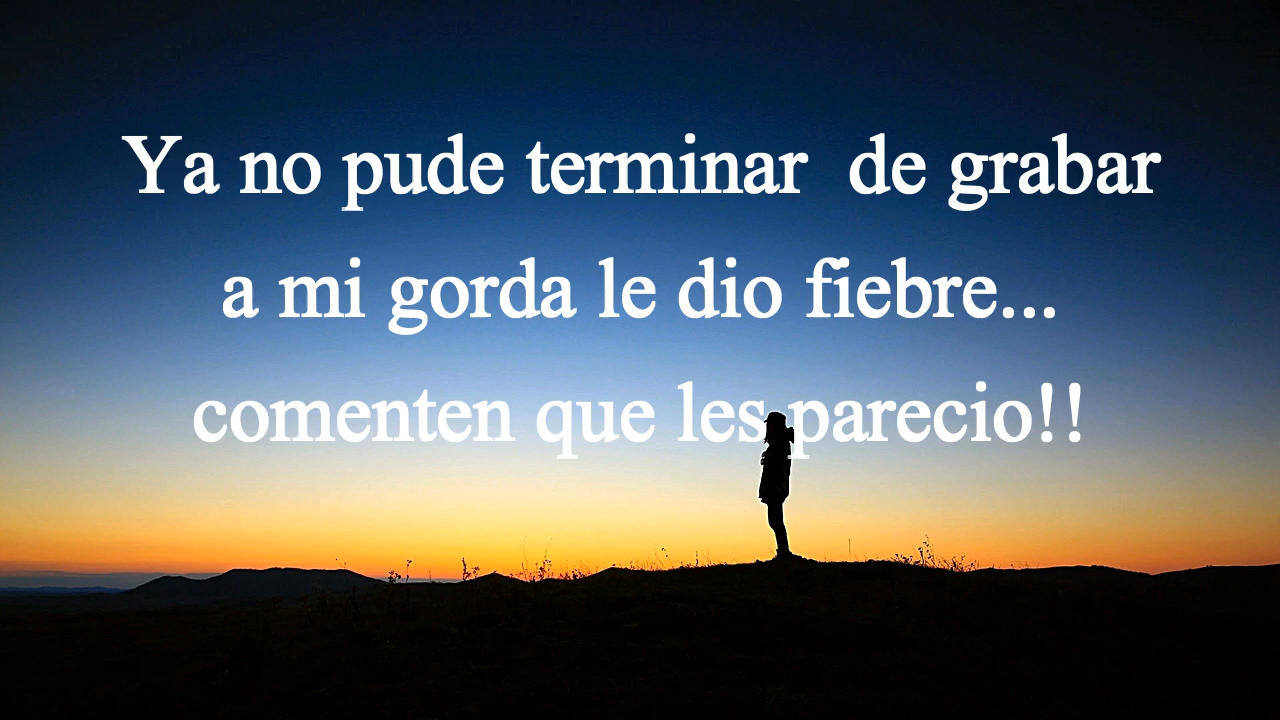 Ya no pude terminar  de grabar
a mi gorda le dio fiebre...
comenten que les parecio!!